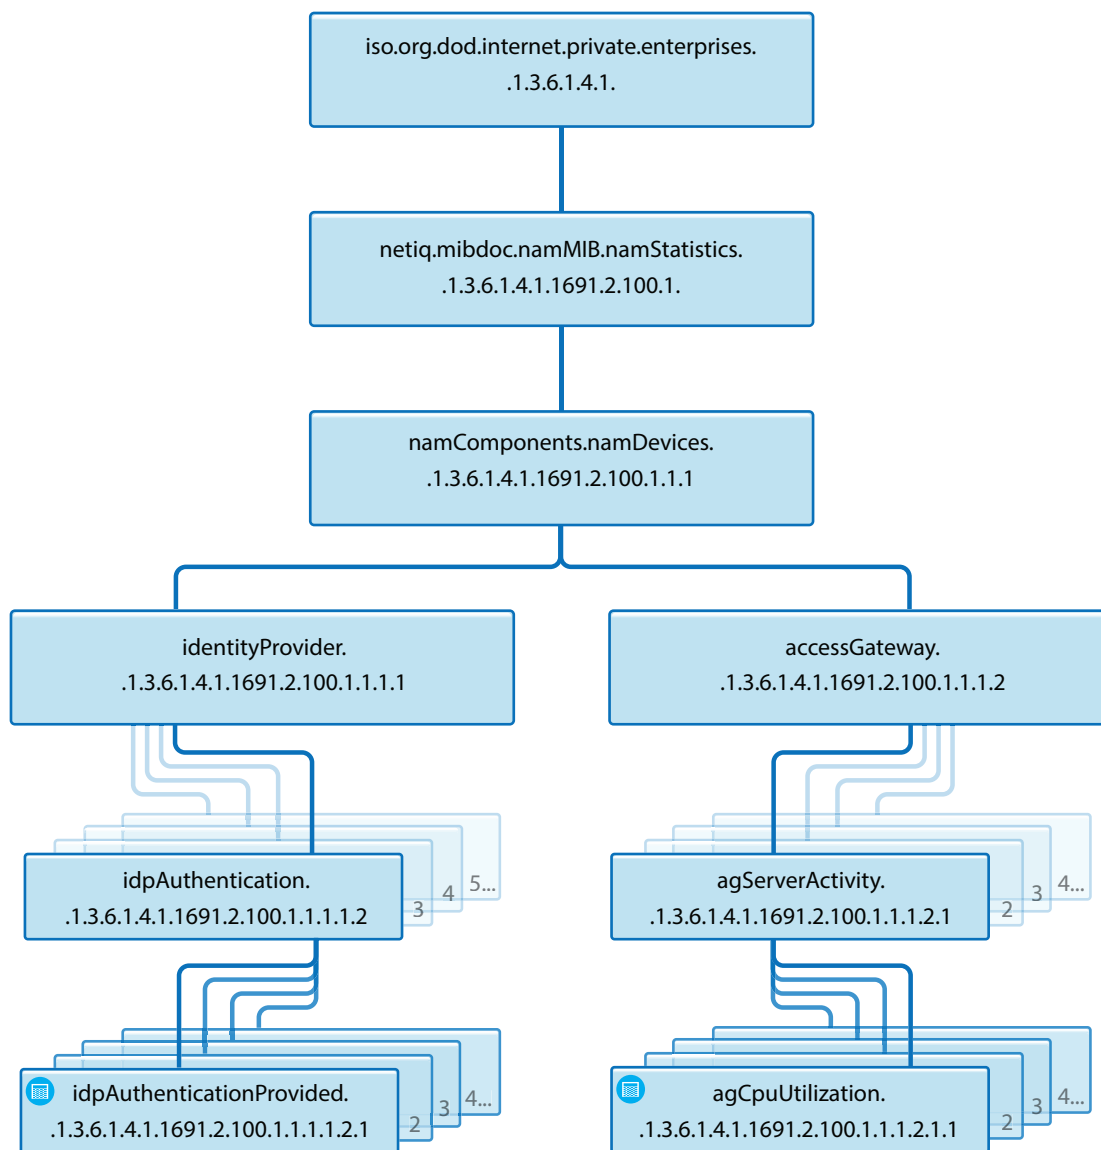 iso.org.dod.internet.private.enterprises.
.1.3.6.1.4.1.
netiq.mibdoc.namMIB.namStatistics.
.1.3.6.1.4.1.1691.2.100.1.
namComponents.namDevices.
.1.3.6.1.4.1.1691.2.100.1.1.1
identityProvider.
.1.3.6.1.4.1.1691.2.100.1.1.1.1
accessGateway.
.1.3.6.1.4.1.1691.2.100.1.1.1.2
idpAuthentication.
.1.3.6.1.4.1.1691.2.100.1.1.1.1.2
3
4
5...
agServerActivity.
.1.3.6.1.4.1.1691.2.100.1.1.1.2.1
2
3
4...
idpAuthenticationProvided.
.1.3.6.1.4.1.1691.2.100.1.1.1.1.2.1
2
3
4...
agCpuUtilization.
.1.3.6.1.4.1.1691.2.100.1.1.1.2.1.1
2
3
4...